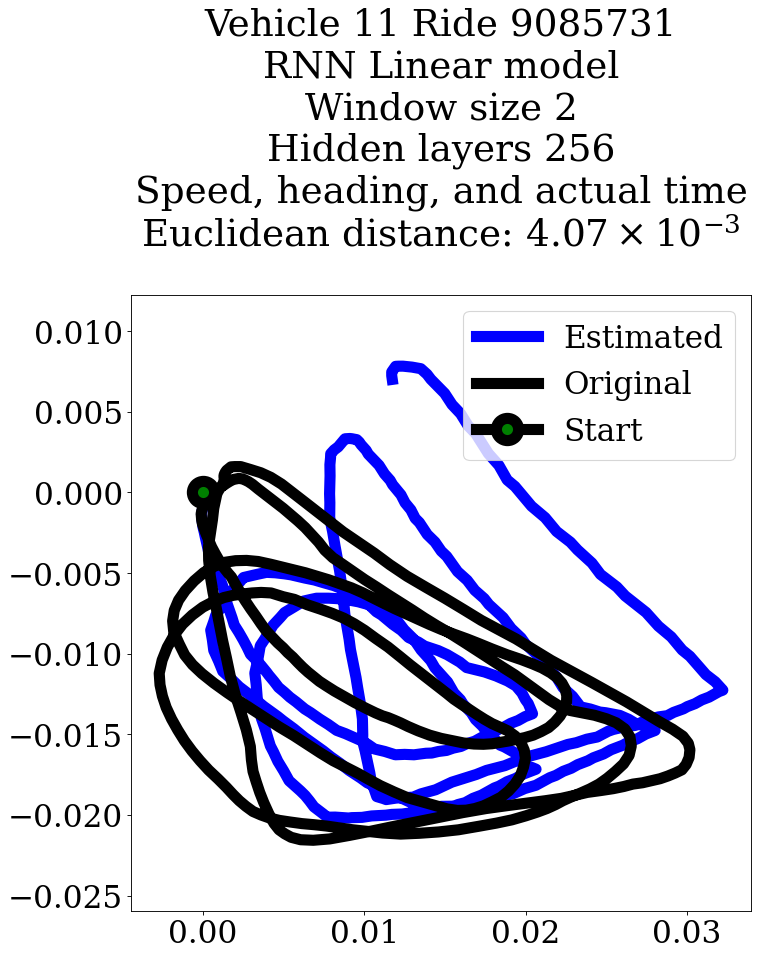 Vehicle 11 Ride 9085731
RNN Linear model
Window size 2
Hidden layers 256
Speed, heading, and actual time
Euclidean distance: 4.07 × 10⁻³
Estimated
Original
Start
0.010
0.005
0.000
−0.005
−0.010
−0.015
−0.020
−0.025
0.00 0.01 0.02 0.03